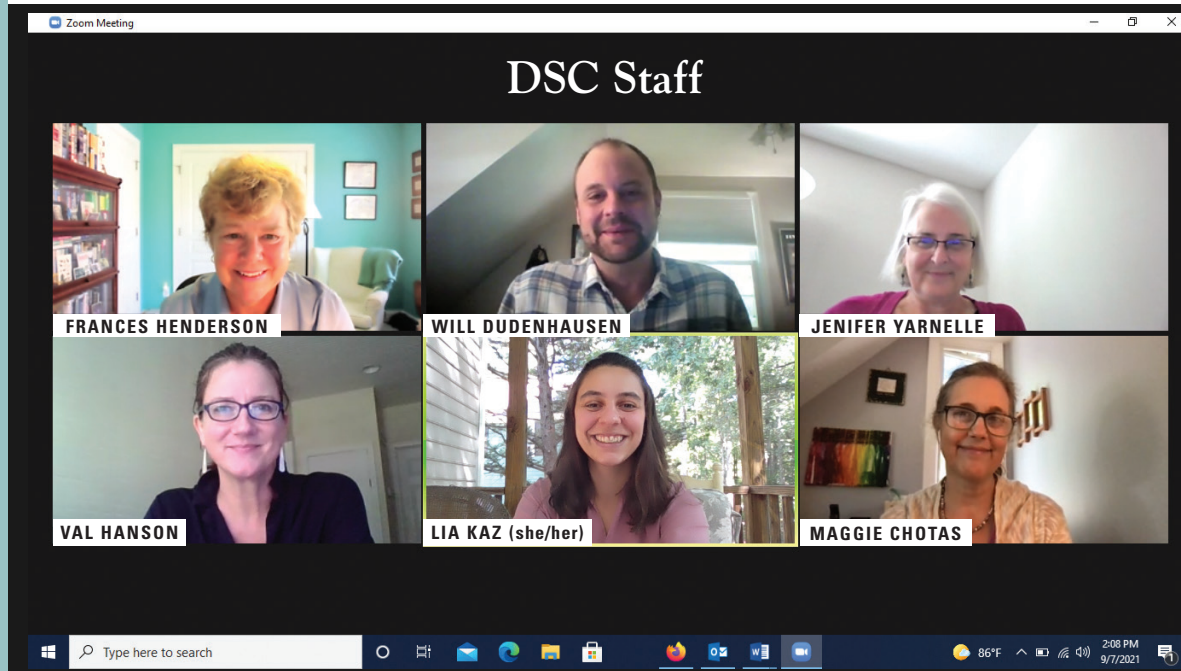 Zoom Meeting
DSC Staff
FRANCES HENDERSON
WILL DUDENHAUSEN
JENIFER YARNELLE
VAL HANSON
LIA KAZ (she/her)
MAGGIE CHOTAS
Type here to search
86°F
2:08 PM
9/7/2021
1